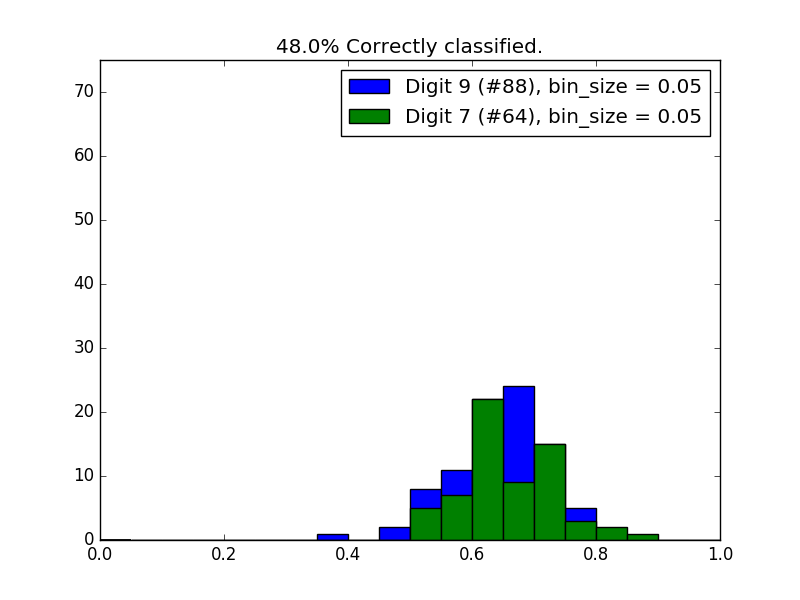 48.0% Correctly classified.
Digit 9 (#88), bin_size = 0.05
Digit 7 (#64), bin_size = 0.05
70
60
50
40
30
20
10
0
0.0 0.2 0.4 0.6 0.8 1.0